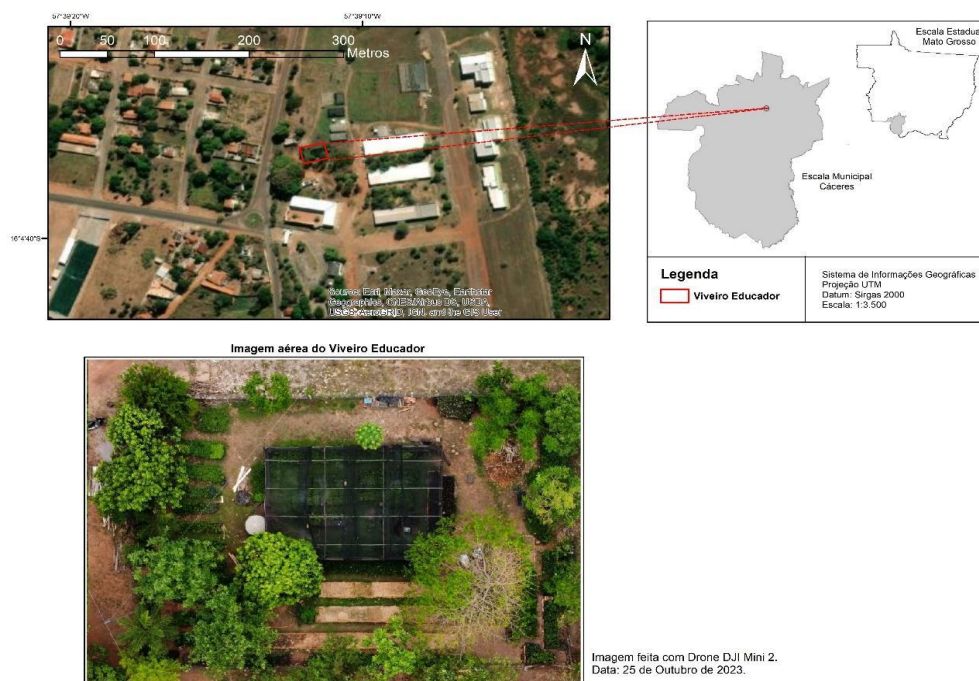 57°39'20"W
57°39'10"W
0 50 100 200 300
Metros
N
16°4'40"S
Source: Esri, Maxar, GeoEye, Earthstar
Geographics, CNES/Airbus DS, USDA,
USGS, AeroGRID, IGN, and the GIS User
Escala Estadua
Mato Grosso
Escala Municipal
Cáceres
Legenda
Viveiro Educador
Sistema de Informações Geográficas
Projeção UTM
Datum: Sirgas 2000
Escala: 1:3.500
Imagem aérea do Viveiro Educador
Imagem feita com Drone DJI Mini 2.
Data: 25 de Outubro de 2023.